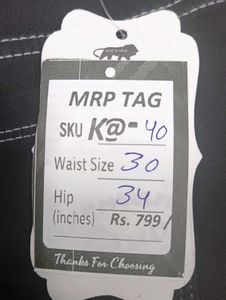 MRP TAG
SKU K@-40
Waist Size 30
Hip 34
(inches) Rs. 799/
Thanks For Choosing